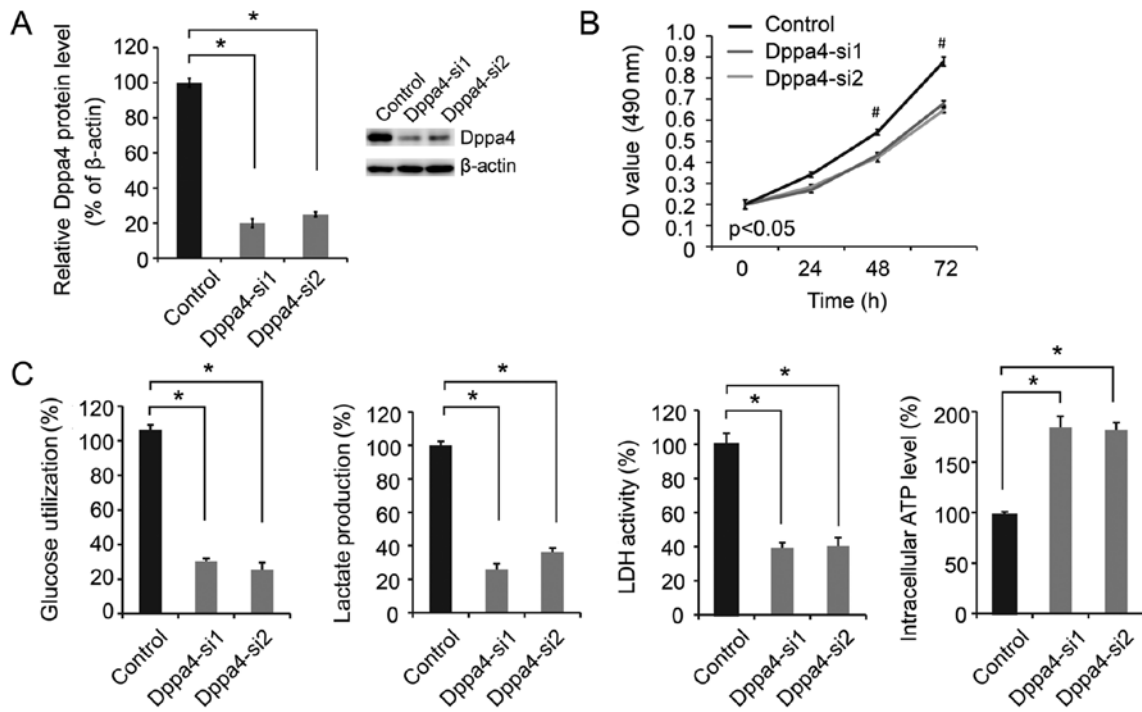 A
Relative Dppa4 protein level
(% of β-actin)
120
100
80
60
40
20
0
*
*
Control
Dppa4-si1
Dppa4-si2
Control
Dppa4-si1
Dppa4-si2
Dppa4
β-actin
B
OD value (490 nm)
1
0.9
0.8
0.7
0.6
0.5
0.4
0.3
0.2
0.1
0
Control
Dppa4-si1
Dppa4-si2
#
#
p<0.05
0 24 48 72
Time (h)
C
Glucose utilization (%)
120
100
80
60
40
20
0
*
*
Control
Dppa4-si1
Dppa4-si2
Lactate production (%)
120
100
80
60
40
20
0
*
*
Control
Dppa4-si1
Dppa4-si2
LDH activity (%)
120
100
80
60
40
20
0
*
*
Control
Dppa4-si1
Dppa4-si2
Intracellular ATP level (%)
200
150
100
50
0
*
*
Control
Dppa4-si1
Dppa4-si2